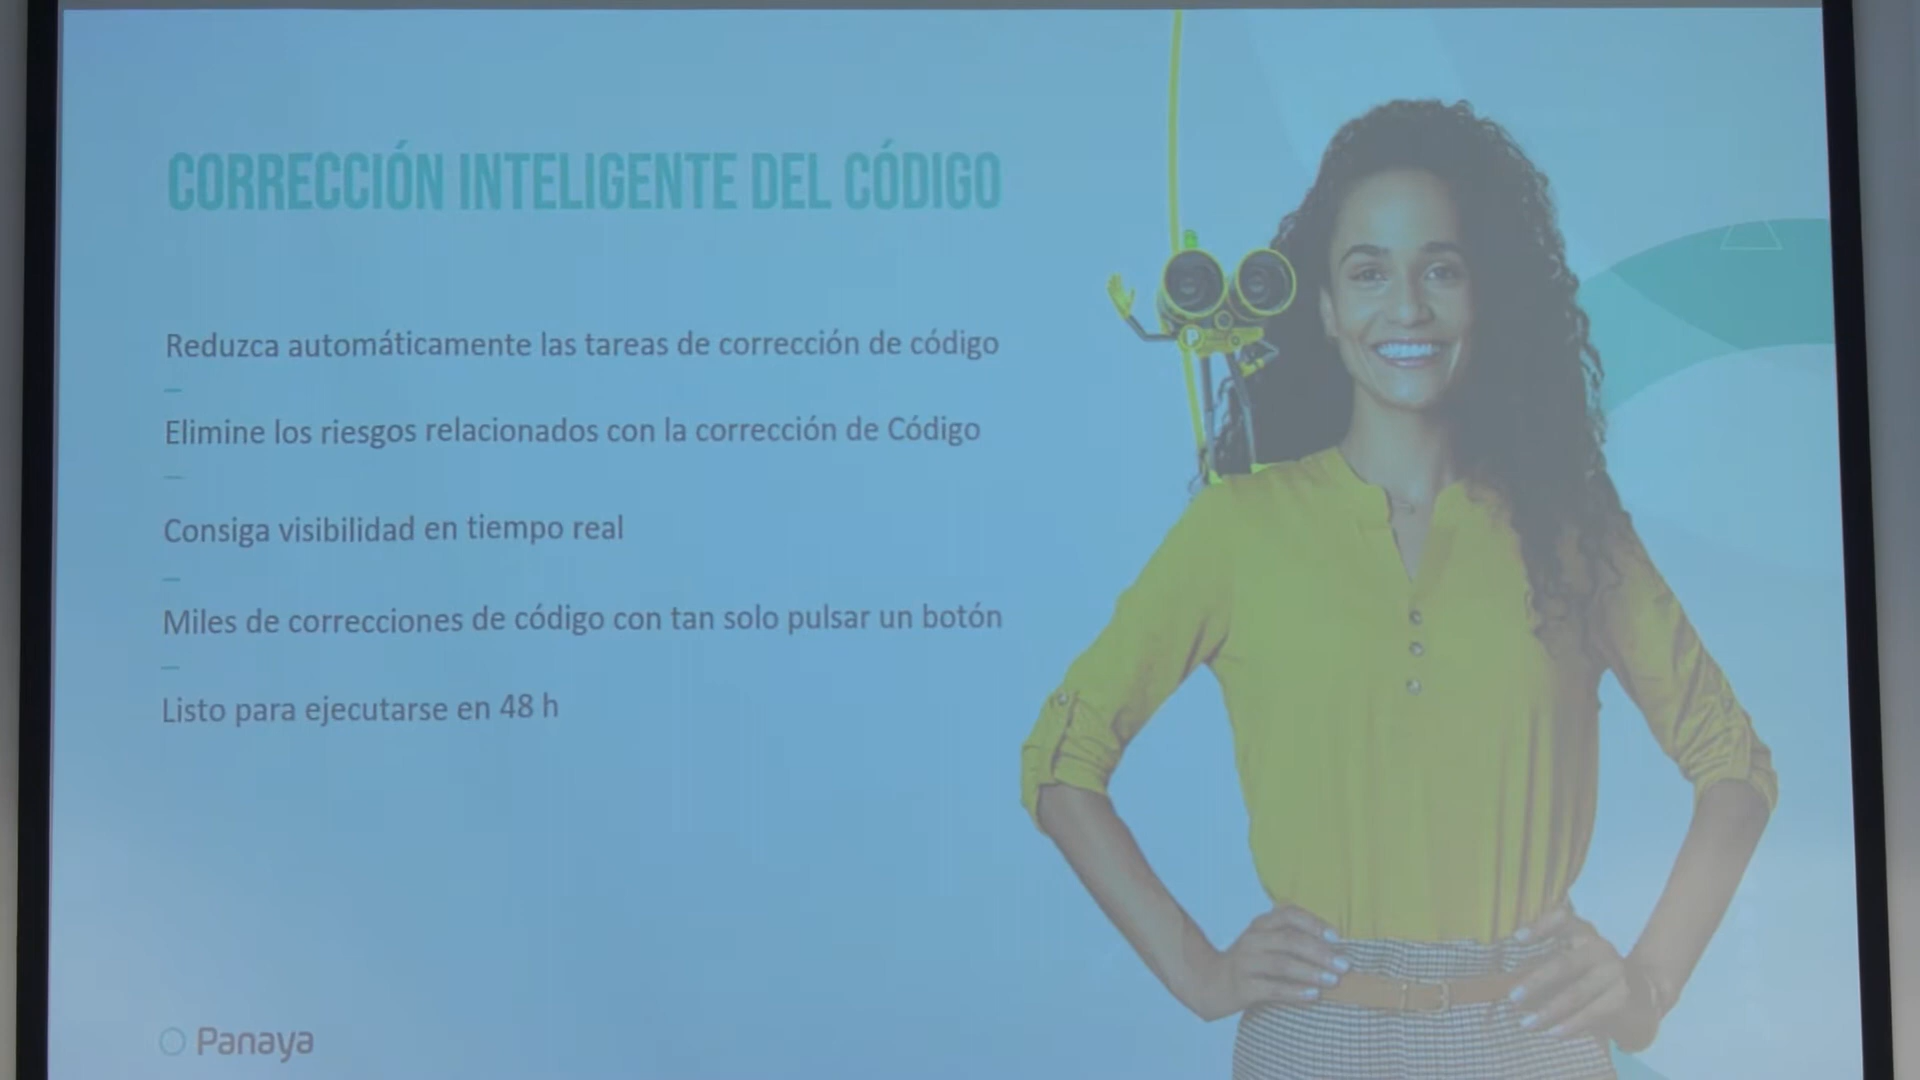 CORRECCIÓN INTELIGENTE DEL CÓDIGO
Reduzca automáticamente las tareas de corrección de código
Elimine los riesgos relacionados con la corrección de Código
Consiga visibilidad en tiempo real
Miles de correcciones de código con tan solo pulsar un botón
Listo para ejecutarse en 48 h
Panaya